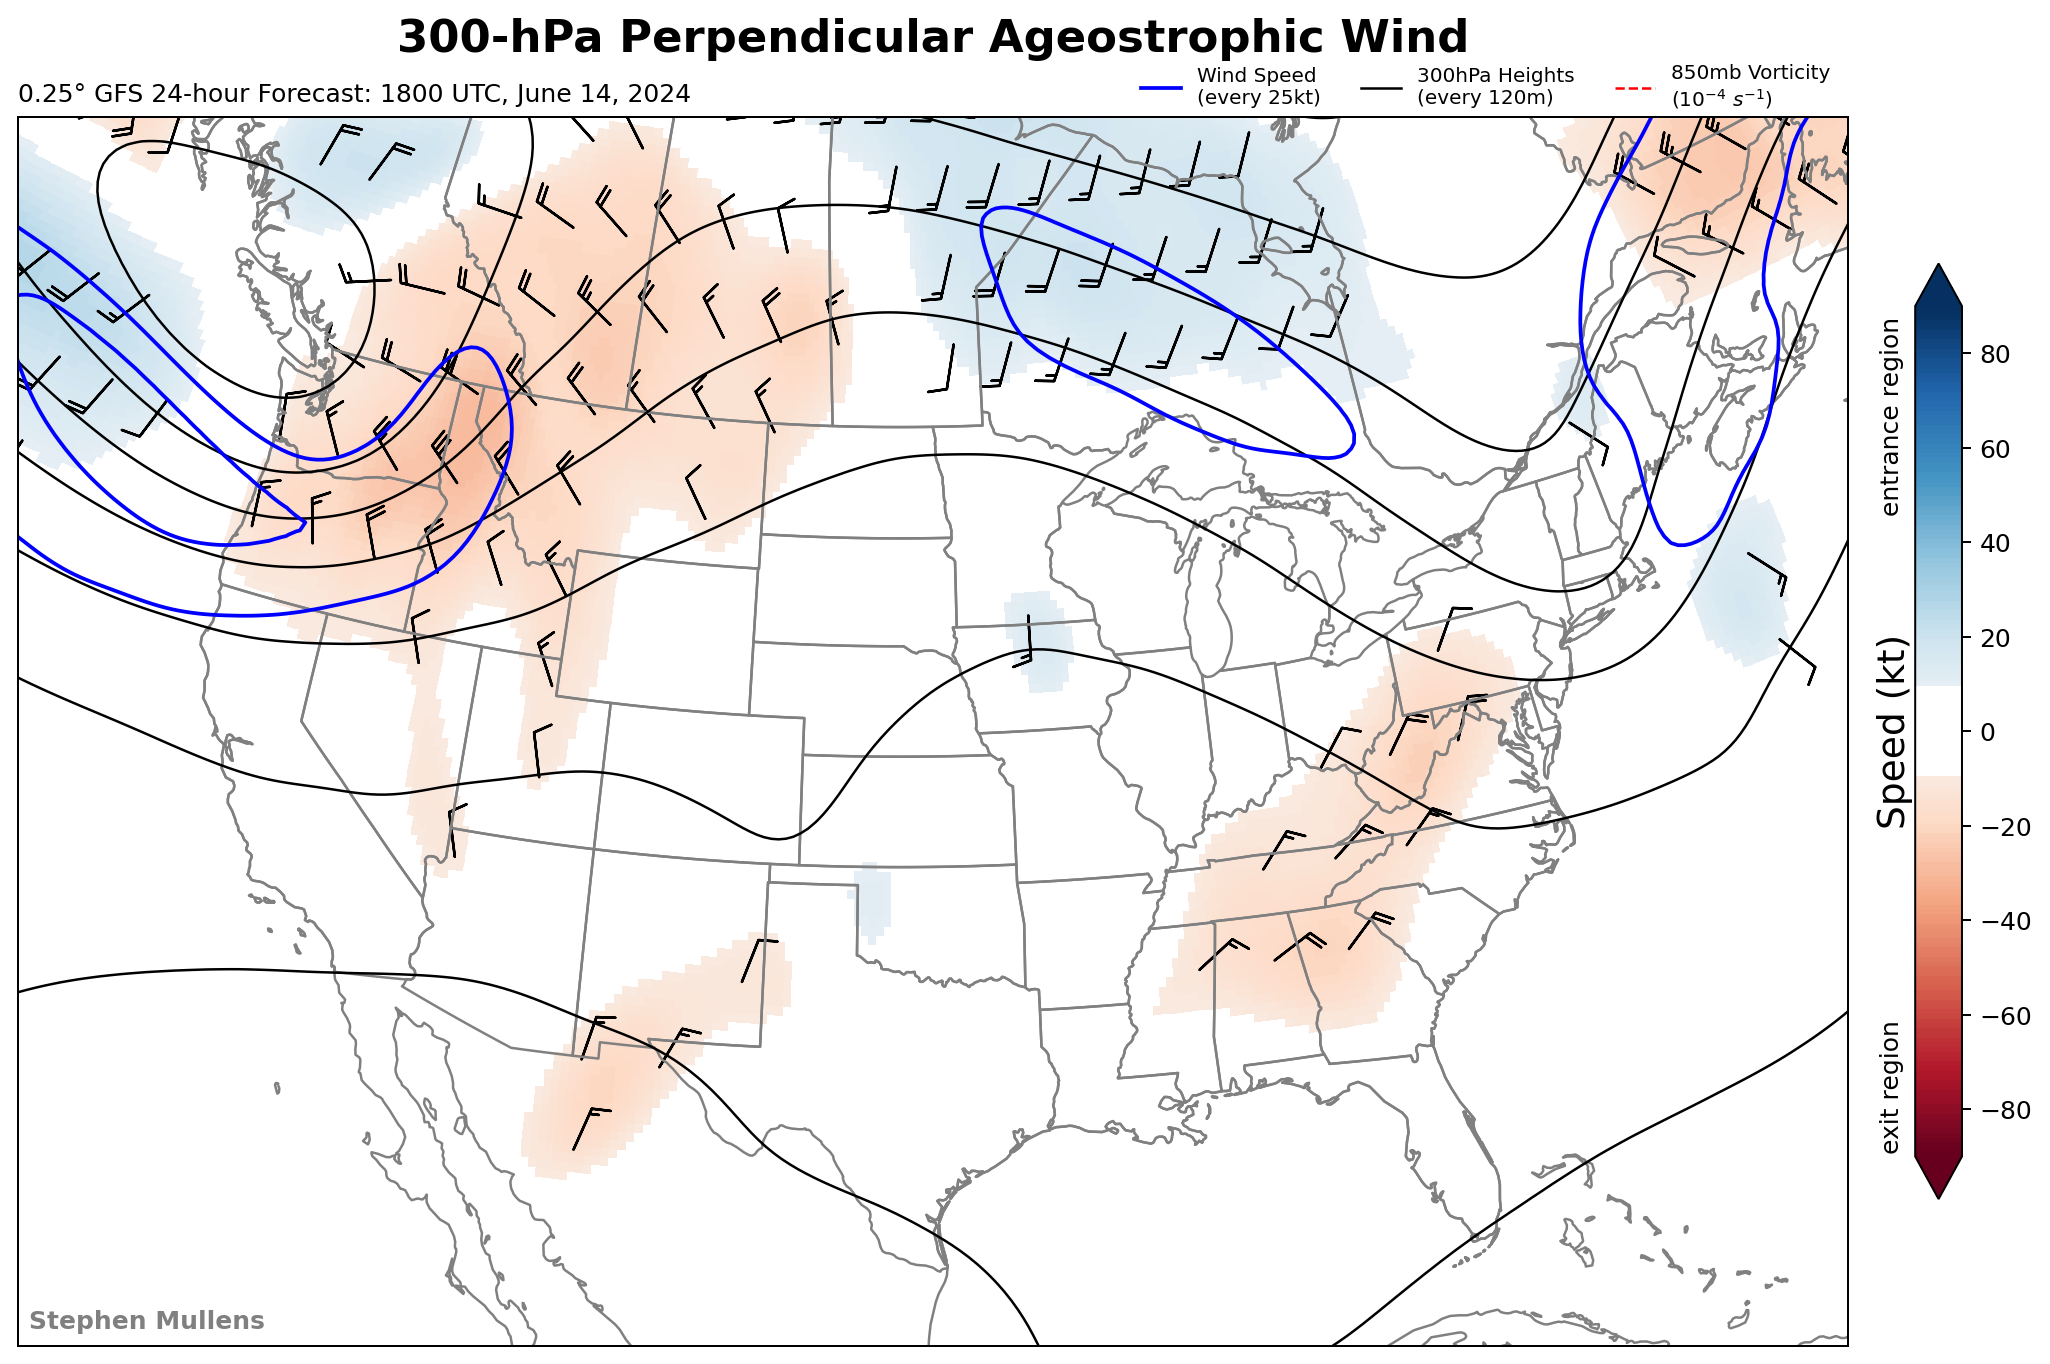 300-hPa Perpendicular Ageostrophic Wind
0.25° GFS 24-hour Forecast: 1800 UTC, June 14, 2024
Wind Speed
(every 25kt)
300hPa Heights
(every 120m)
850mb Vorticity
(10⁻⁴ s⁻¹)
entrance region
Speed (kt)
exit region
80
60
40
20
0
−20
−40
−60
−80
Stephen Mullens